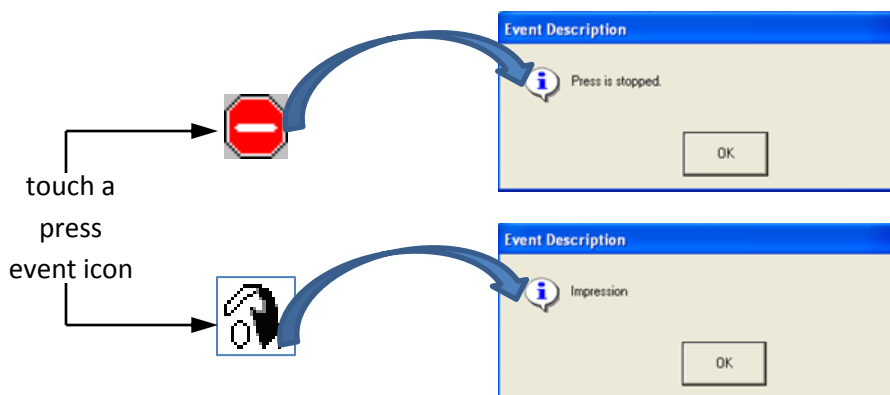 Event Description
Press is stopped.
OK
touch a
press
event icon
Event Description
Impression
OK